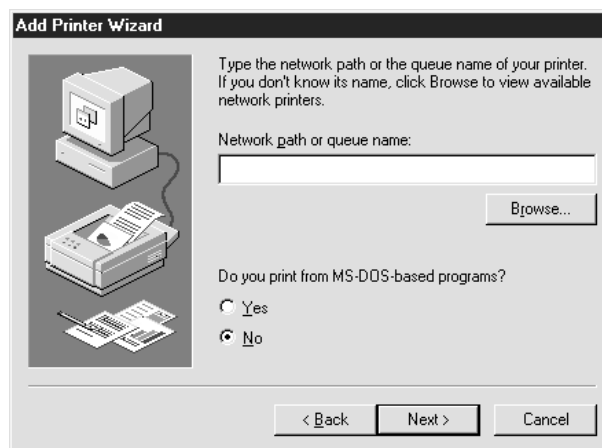 Add Printer Wizard
Type the network path or the queue name of your printer.
If you don't know its name, click Browse to view available
network printers.
Network path or queue name:
Browse...
Do you print from MS-DOS-based programs?
Yes
No
< Back
Next >
Cancel